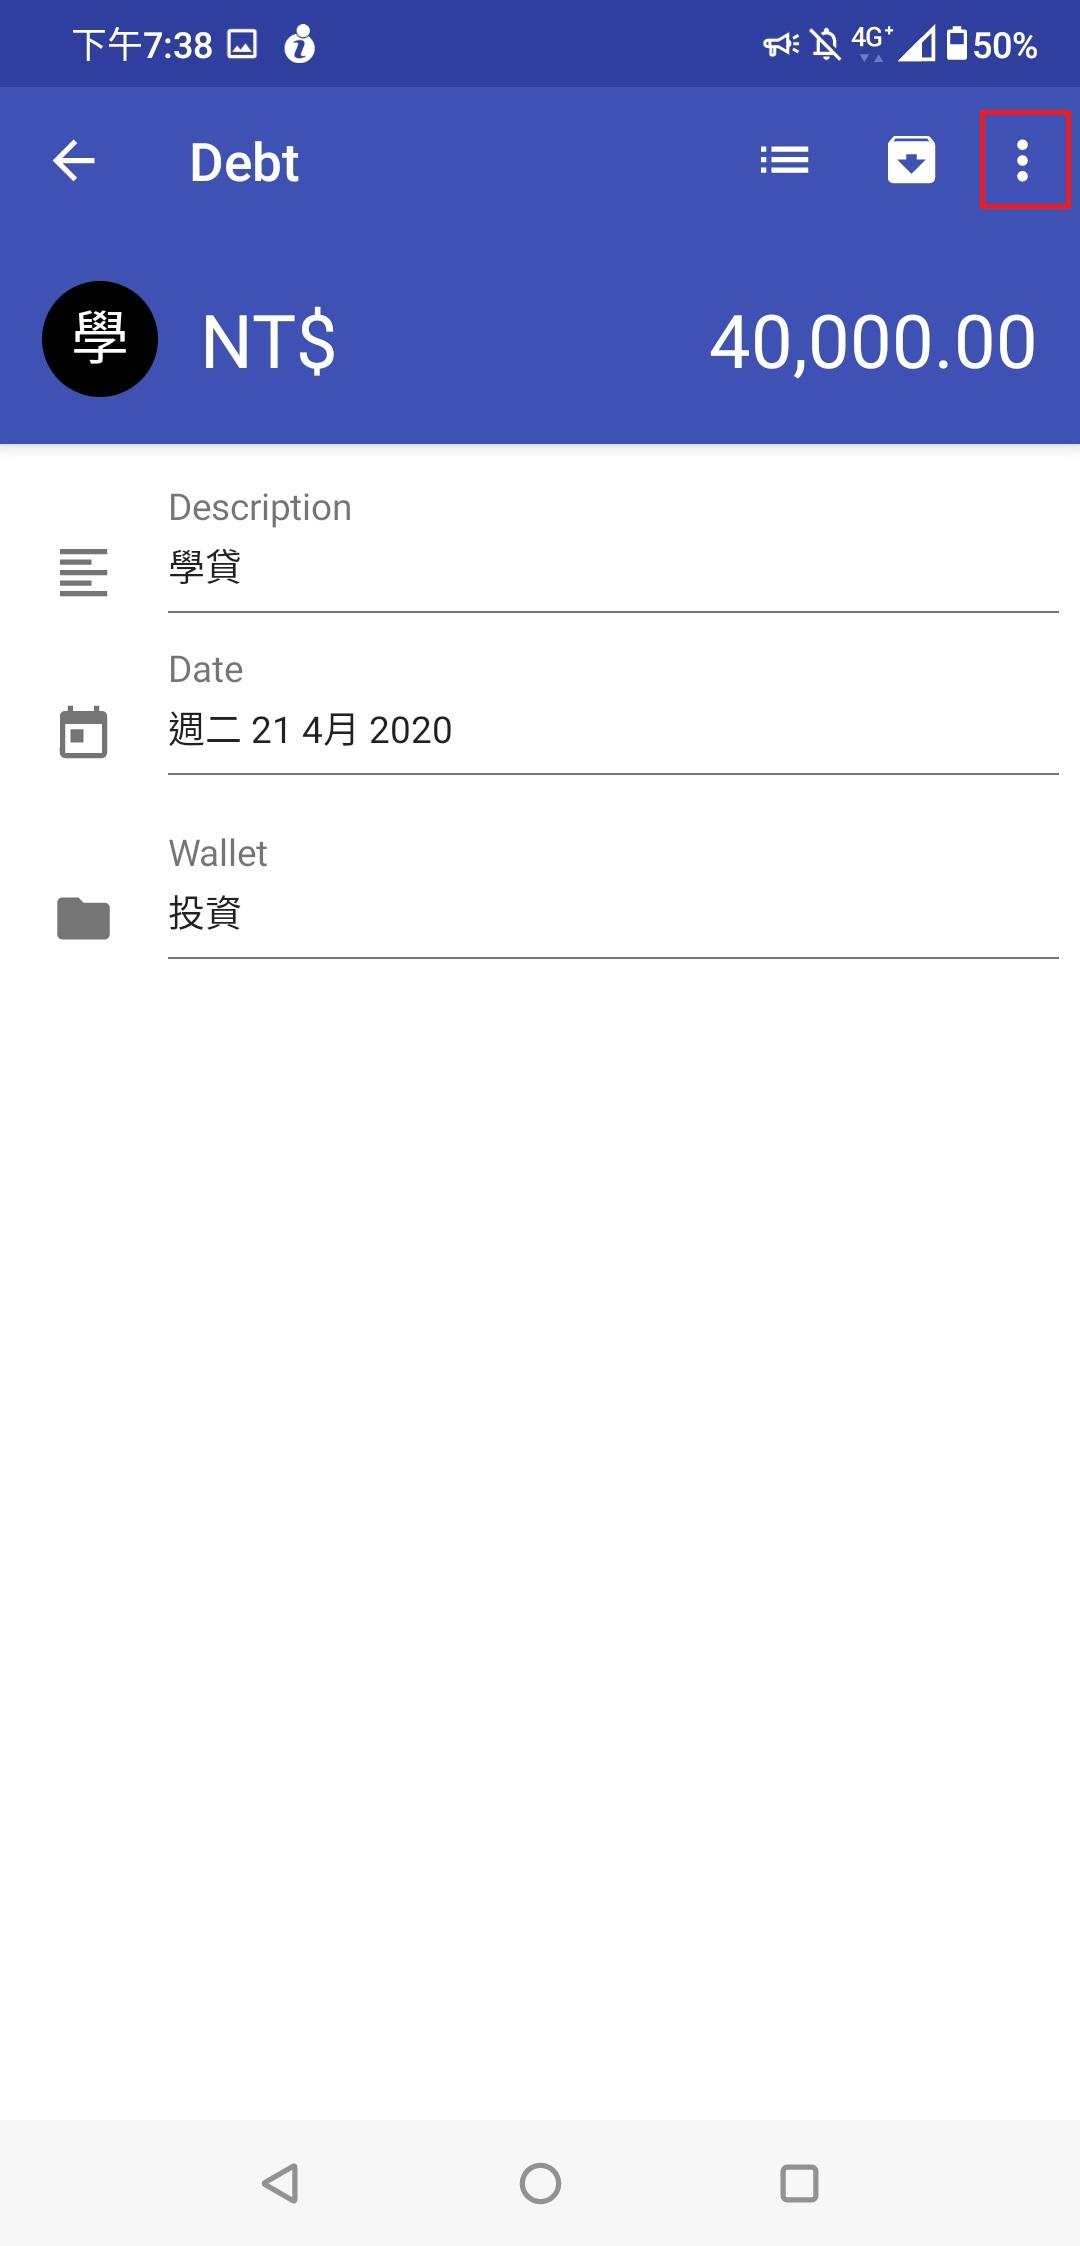 下午7:38 4G+ 50%
Debt
學 NT$ 40,000.00
Description
學貸
Date
週二 21 4月 2020
Wallet
投資